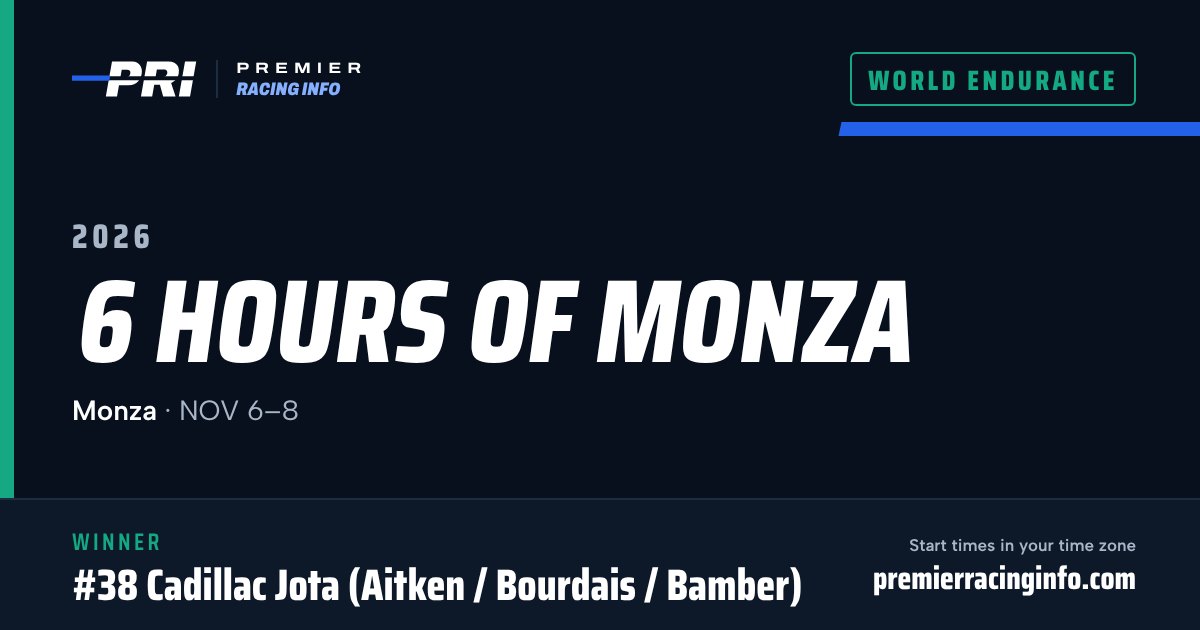 PRI
PREMIER
RACING INFO
WORLD ENDURANCE
2026
6 HOURS OF MONZA
Monza · NOV 6–8
WINNER
#38 Cadillac Jota (Aitken / Bourdais / Bamber)
Start times in your time zone
premierracinginfo.com